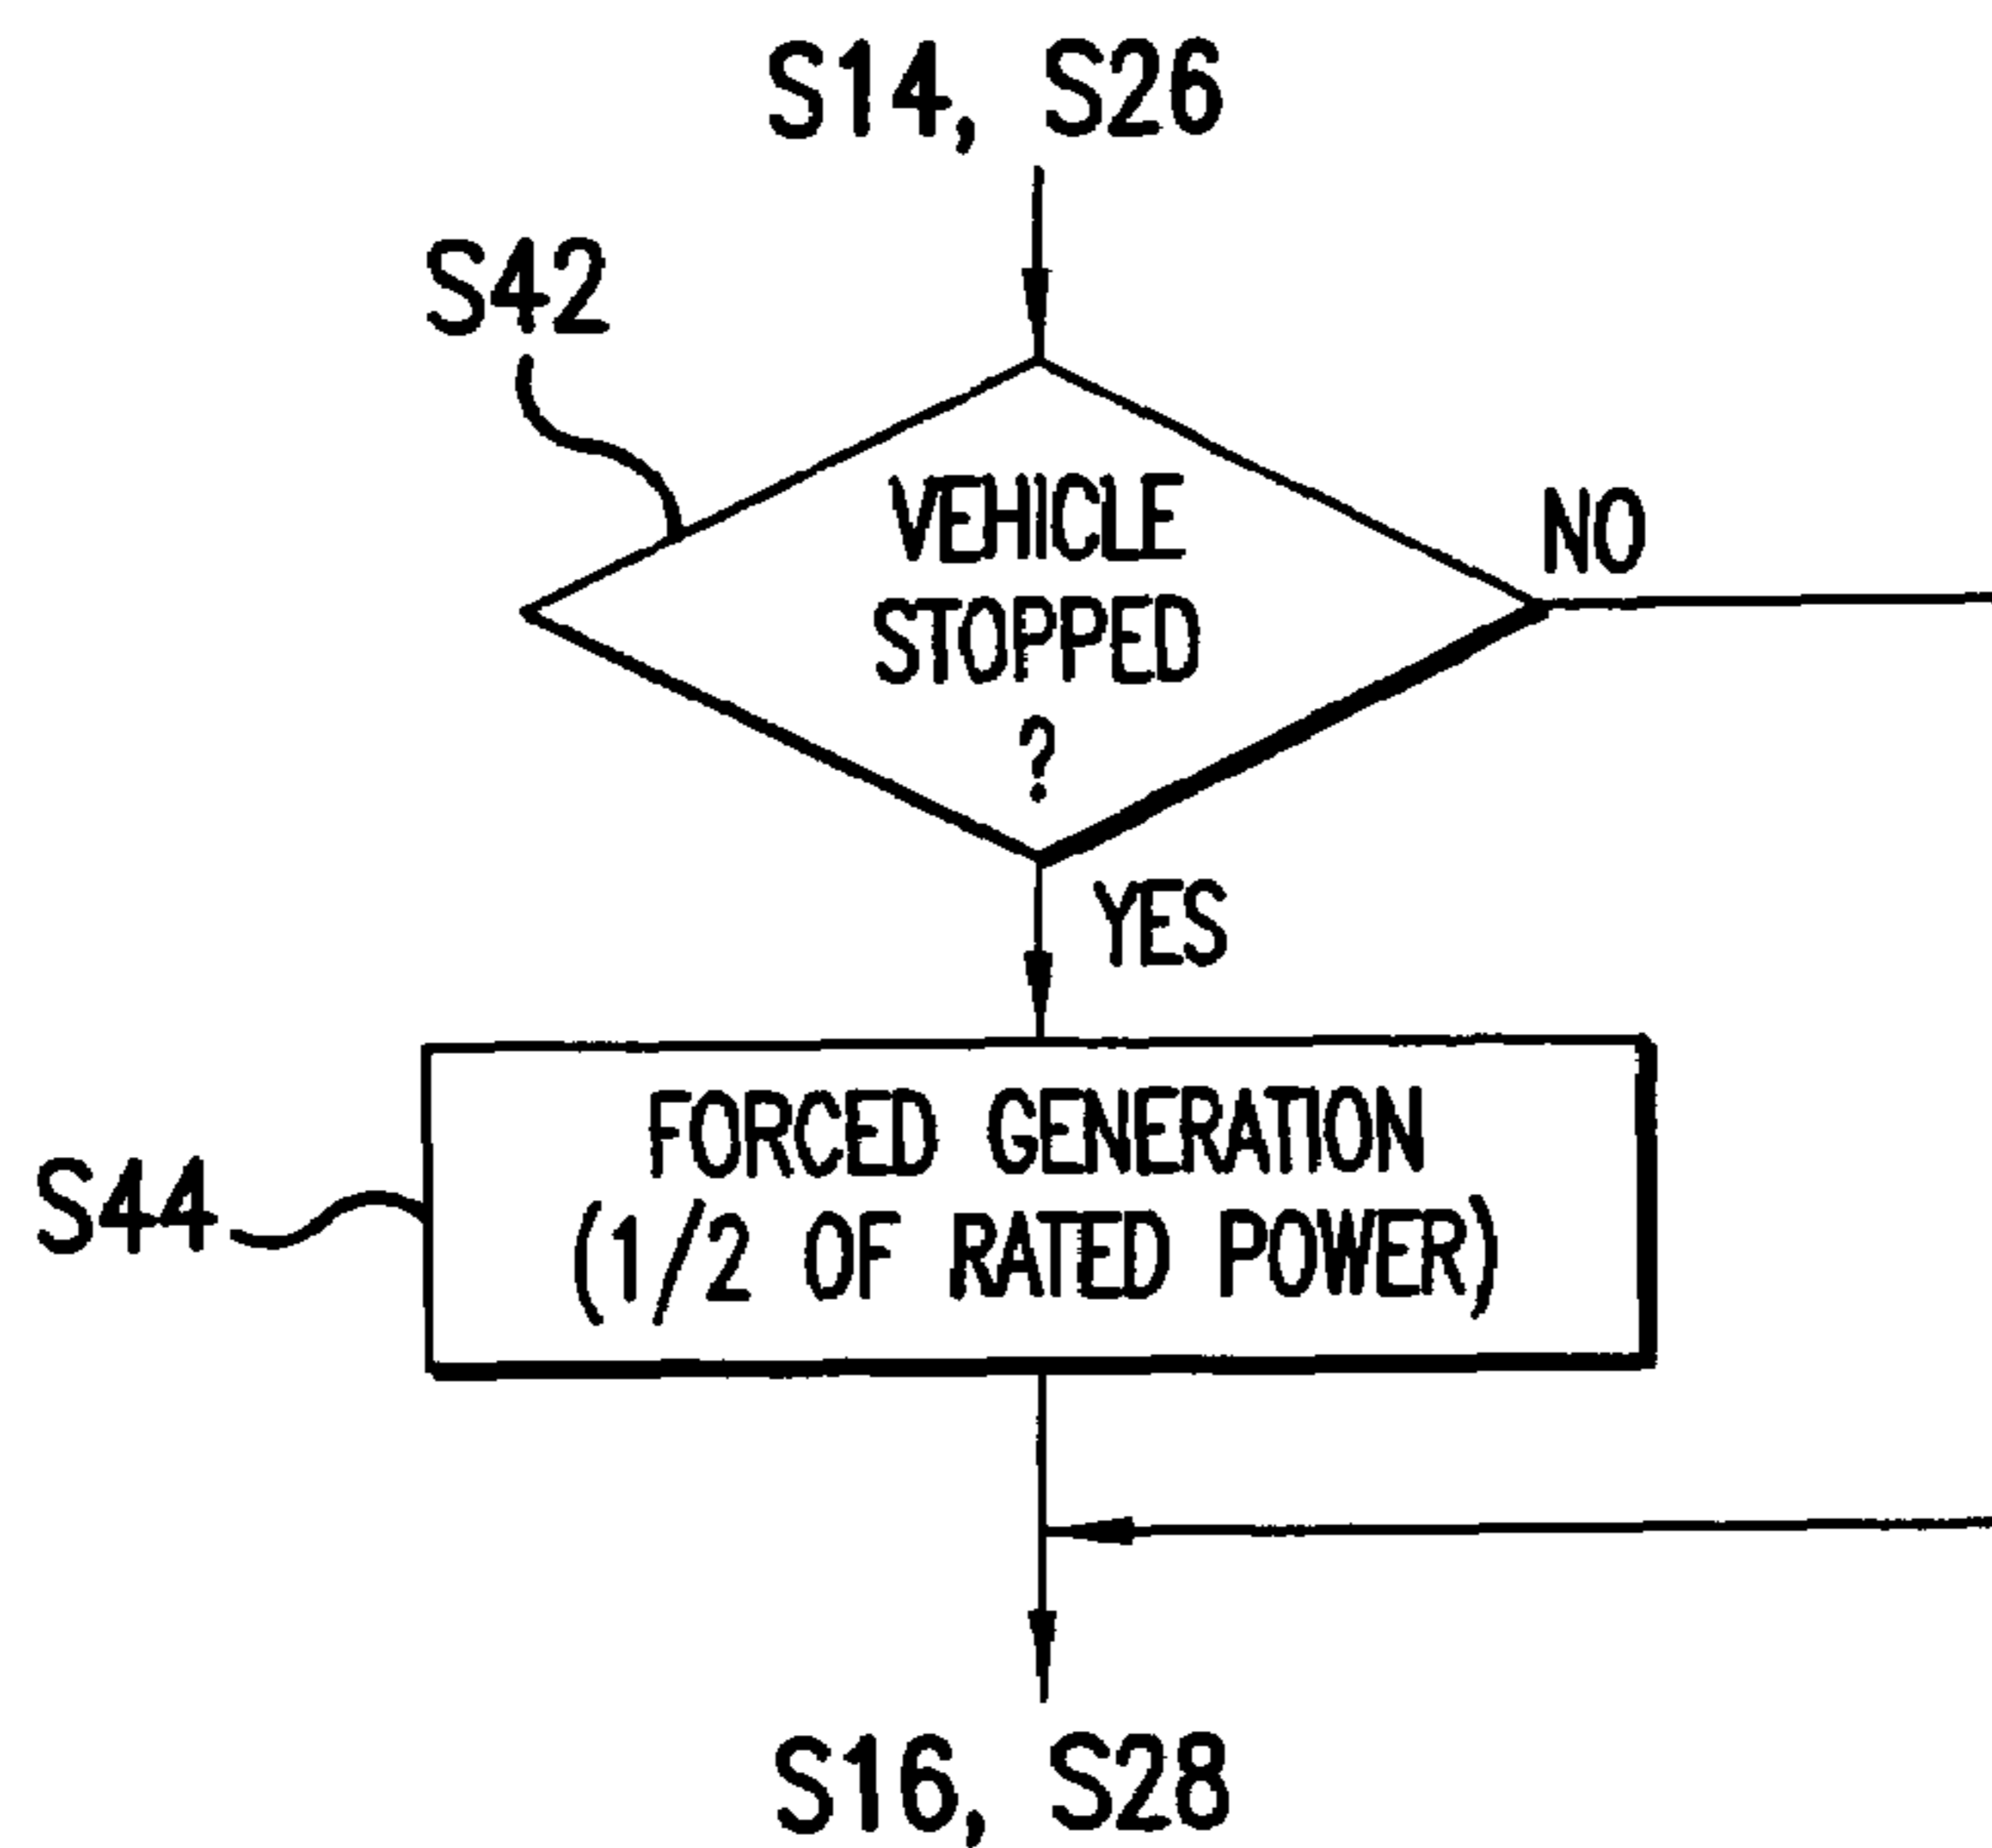 S14, S26
S42
VEHICLE
STOPPED
?
NO
YES
FORCED GENERATION
(1/2 OF RATED POWER)
S44
S16, S28